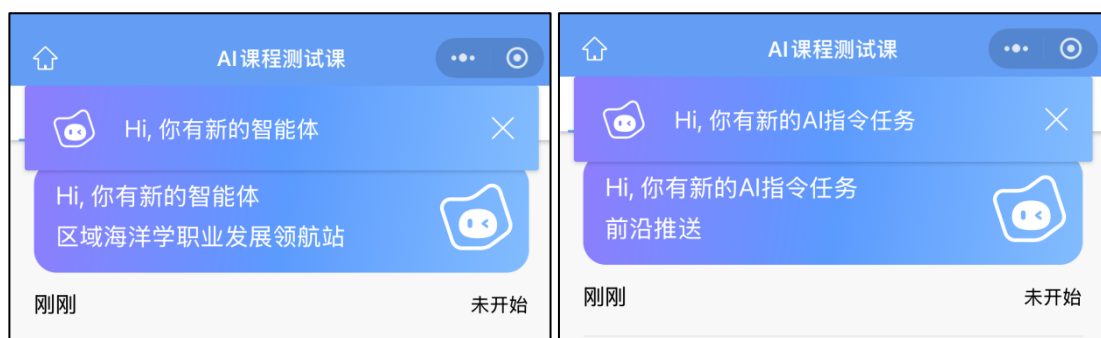 AI课程测试课
Hi, 你有新的智能体
Hi, 你有新的智能体
区域海洋学职业发展领航站
刚刚
未开始
AI课程测试课
Hi, 你有新的AI指令任务
Hi, 你有新的AI指令任务
前沿推送
刚刚
未开始